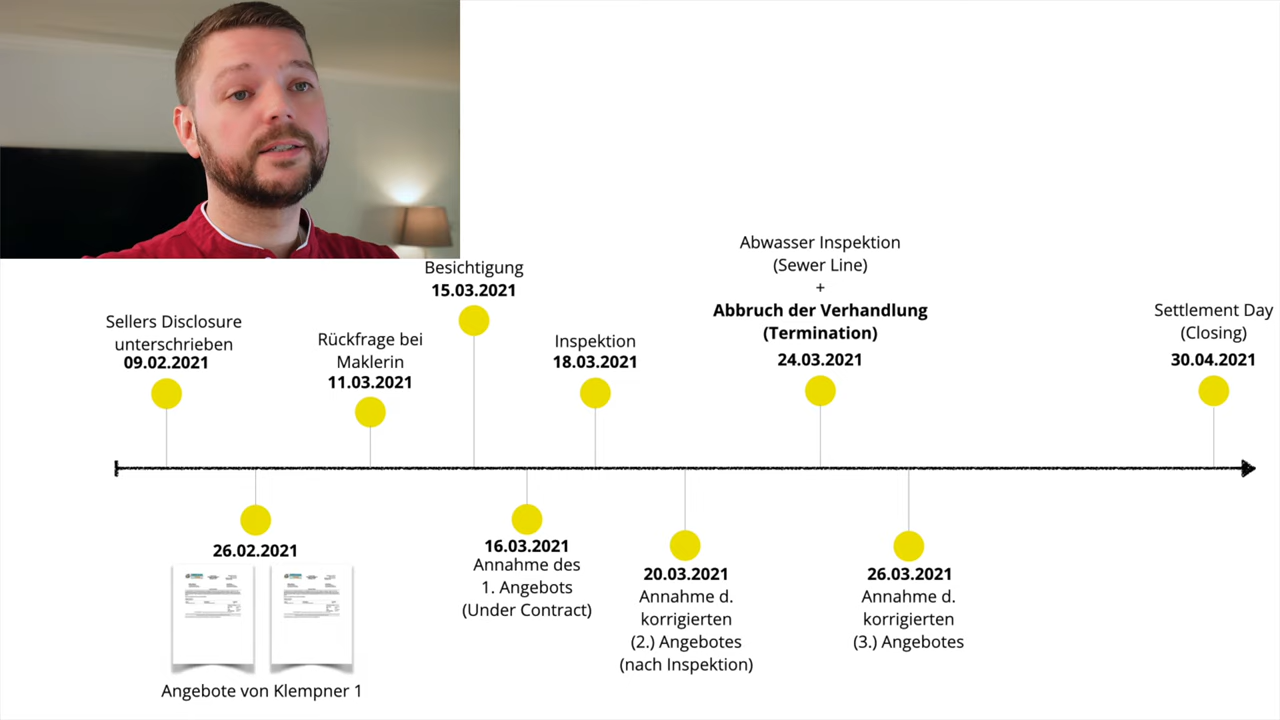 Sellers Disclosure
unterschrieben
09.02.2021
26.02.2021
Angebote von Klempner 1
Rückfrage bei
Maklerin
11.03.2021
Besichtigung
15.03.2021
16.03.2021
Annahme des
1. Angebots
(Under Contract)
Inspektion
18.03.2021
20.03.2021
Annahme d.
korrigierten
(2.) Angebotes
(nach Inspektion)
Abwasser Inspektion
(Sewer Line)
+
Abbruch der Verhandlung
(Termination)
24.03.2021
26.03.2021
Annahme d.
korrigierten
(3.) Angebotes
Settlement Day
(Closing)
30.04.2021